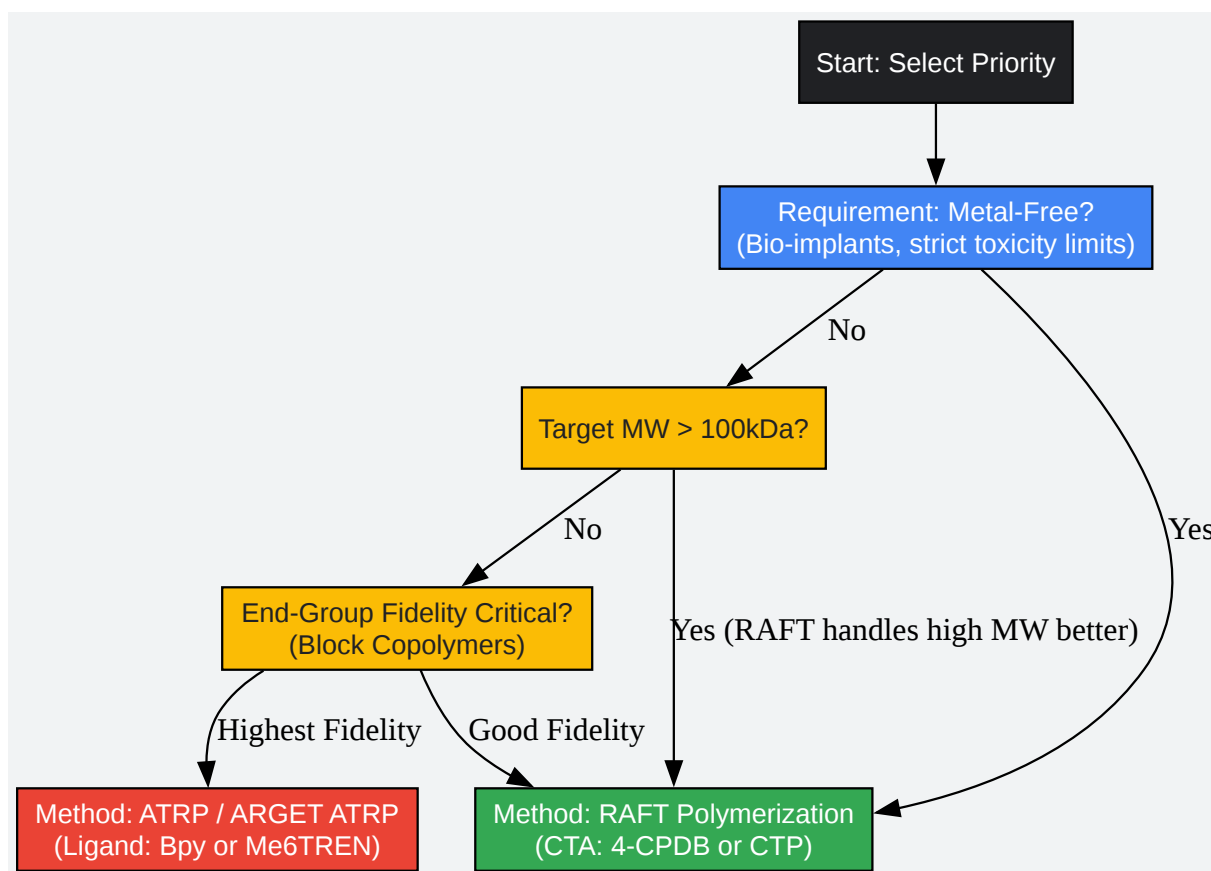 Start: Select Priority
Requirement: Metal-Free?
(Bio-implants, strict toxicity limits)
No
Yes
Target MW > 100kDa?
No
Yes (RAFT handles high MW better)
End-Group Fidelity Critical?
(Block Copolymers)
Highest Fidelity
Good Fidelity
Method: ATRP / ARGET ATRP
(Ligand: Bpy or Me6TREN)
Method: RAFT Polymerization
(CTA: 4-CPDB or CTP)